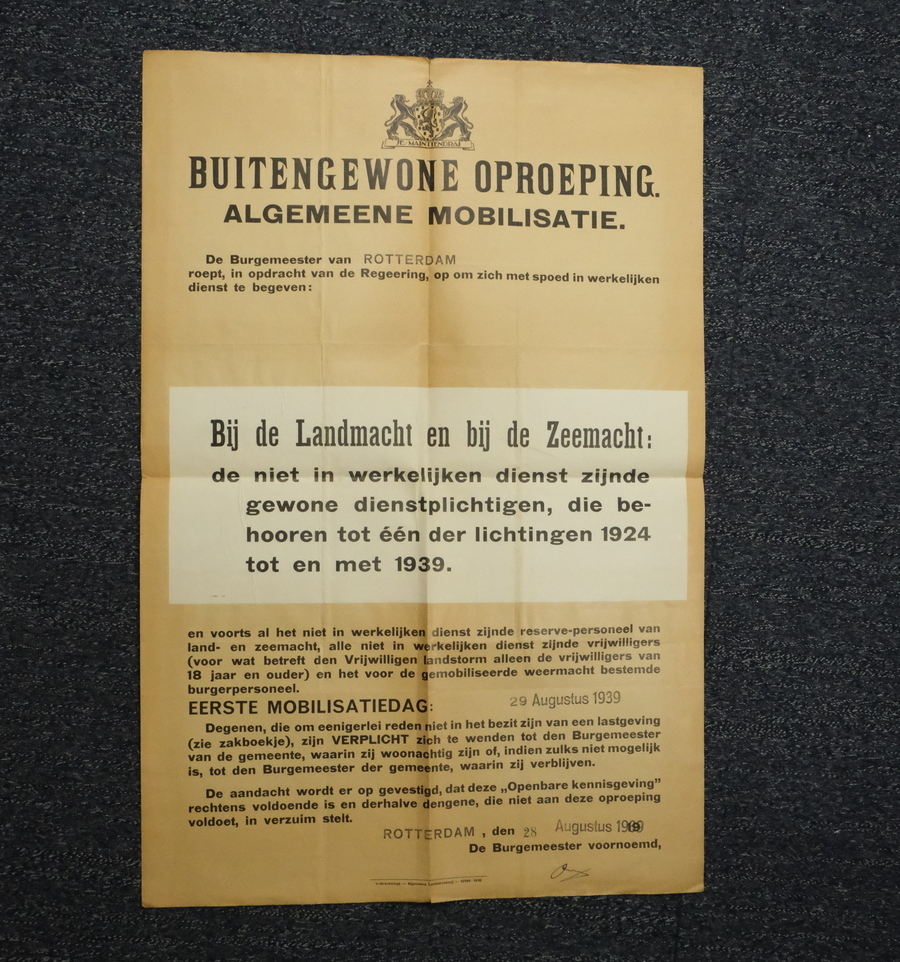 JE MAINTIENDRAI
BUITENGEWONE OPROEPING.
ALGEMEENE MOBILISATIE.
De Burgemeester van ROTTERDAM
roept, in opdracht van de Regeering, op om zich met spoed in werkelijken
dienst te begeven:
Bij de Landmacht en bij de Zeemacht:
de niet in werkelijken dienst zijnde
gewone dienstplichtigen, die be-
hooren tot één der lichtingen 1924
tot en met 1939.
en voorts al het niet in werkelijken dienst zijnde reserve-personeel van
land- en zeemacht, alle niet in werkelijken dienst zijnde vrijwilligers
(voor wat betreft den Vrijwilligen landstorm alleen de vrijwilligers van
18 jaar en ouder) en het voor de gemobiliseerde weermacht bestemde
burgerpersoneel.
EERSTE MOBILISATIEDAG: 29 Augustus 1939
Degenen, die om eenigerlei reden niet in het bezit zijn van een lastgeving
(zie zakboekje), zijn VERPLICHT zich te wenden tot den Burgemeester
van de gemeente, waarin zij woonachtig zijn of, indien zulks niet mogelijk
is, tot den Burgemeester der gemeente, waarin zij verblijven.
De aandacht wordt er op gevestigd, dat deze „Openbare kennisgeving”
rechtens voldoende is en derhalve dengene, die niet aan deze oproeping
voldoet, in verzuim stelt.
ROTTERDAM , den 28 Augustus 1939
De Burgemeester voornoemd,